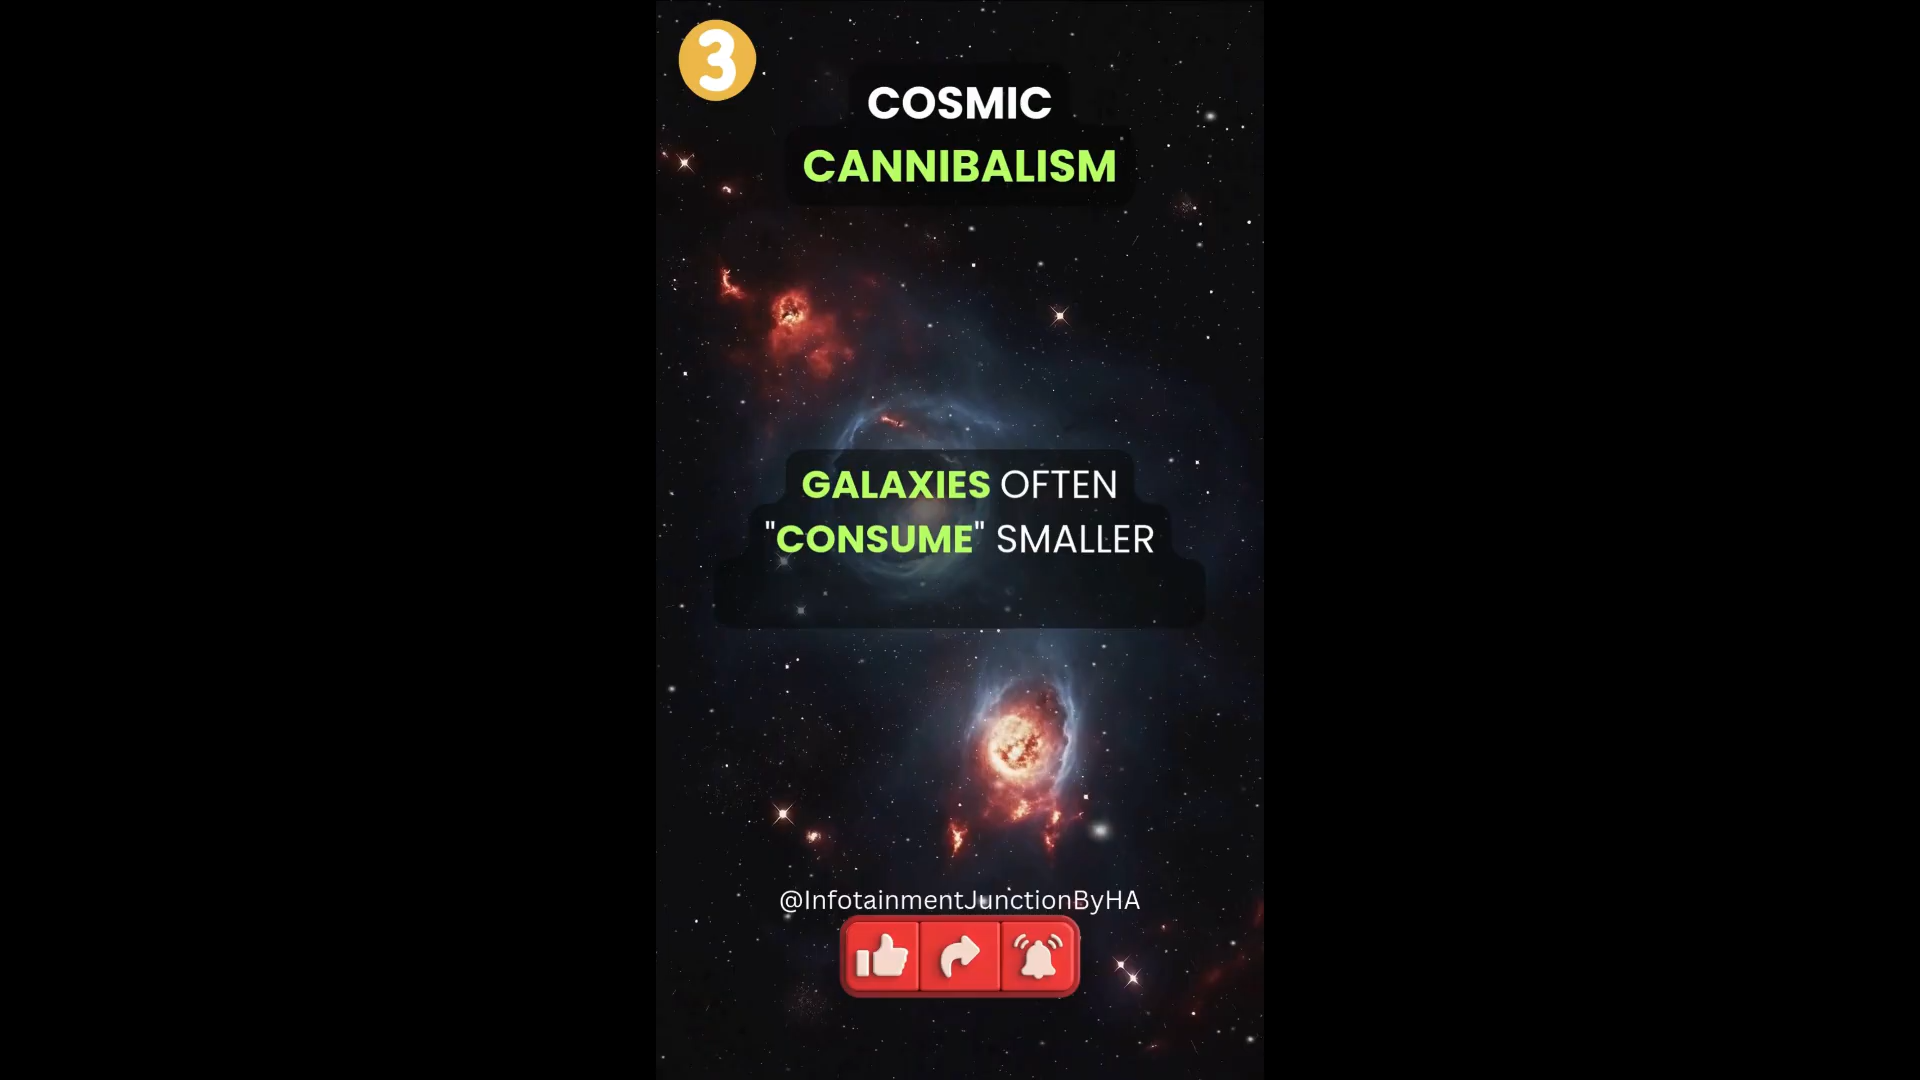 3
COSMIC
CANNIBALISM
GALAXIES OFTEN
"CONSUME" SMALLER
@InfotainmentJunctionByHA